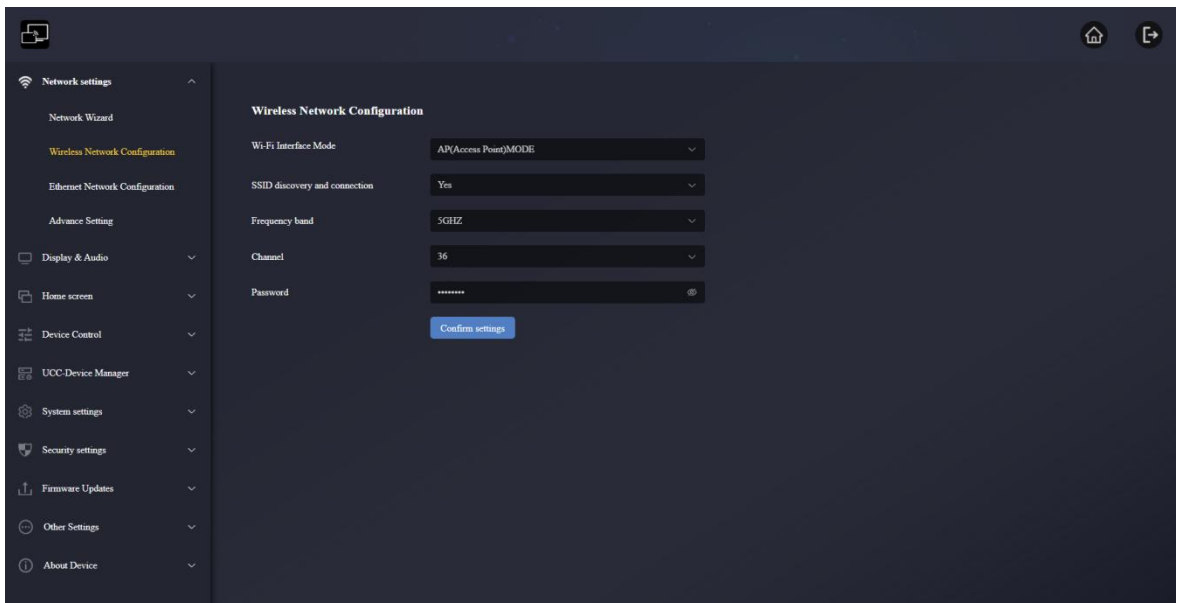 Network settings
Network Wizard
Wireless Network Configuration
Ethernet Network Configuration
Advance Setting
Display & Audio
Home screen
Device Control
UCC-Device Manager
System settings
Security settings
Firmware Updates
Other Settings
About Device
Wireless Network Configuration
Wi-Fi Interface Mode AP(Access Point)MODE
SSID discovery and connection Yes
Frequency band 5GHZ
Channel 36
Password ••••••••
Confirm settings